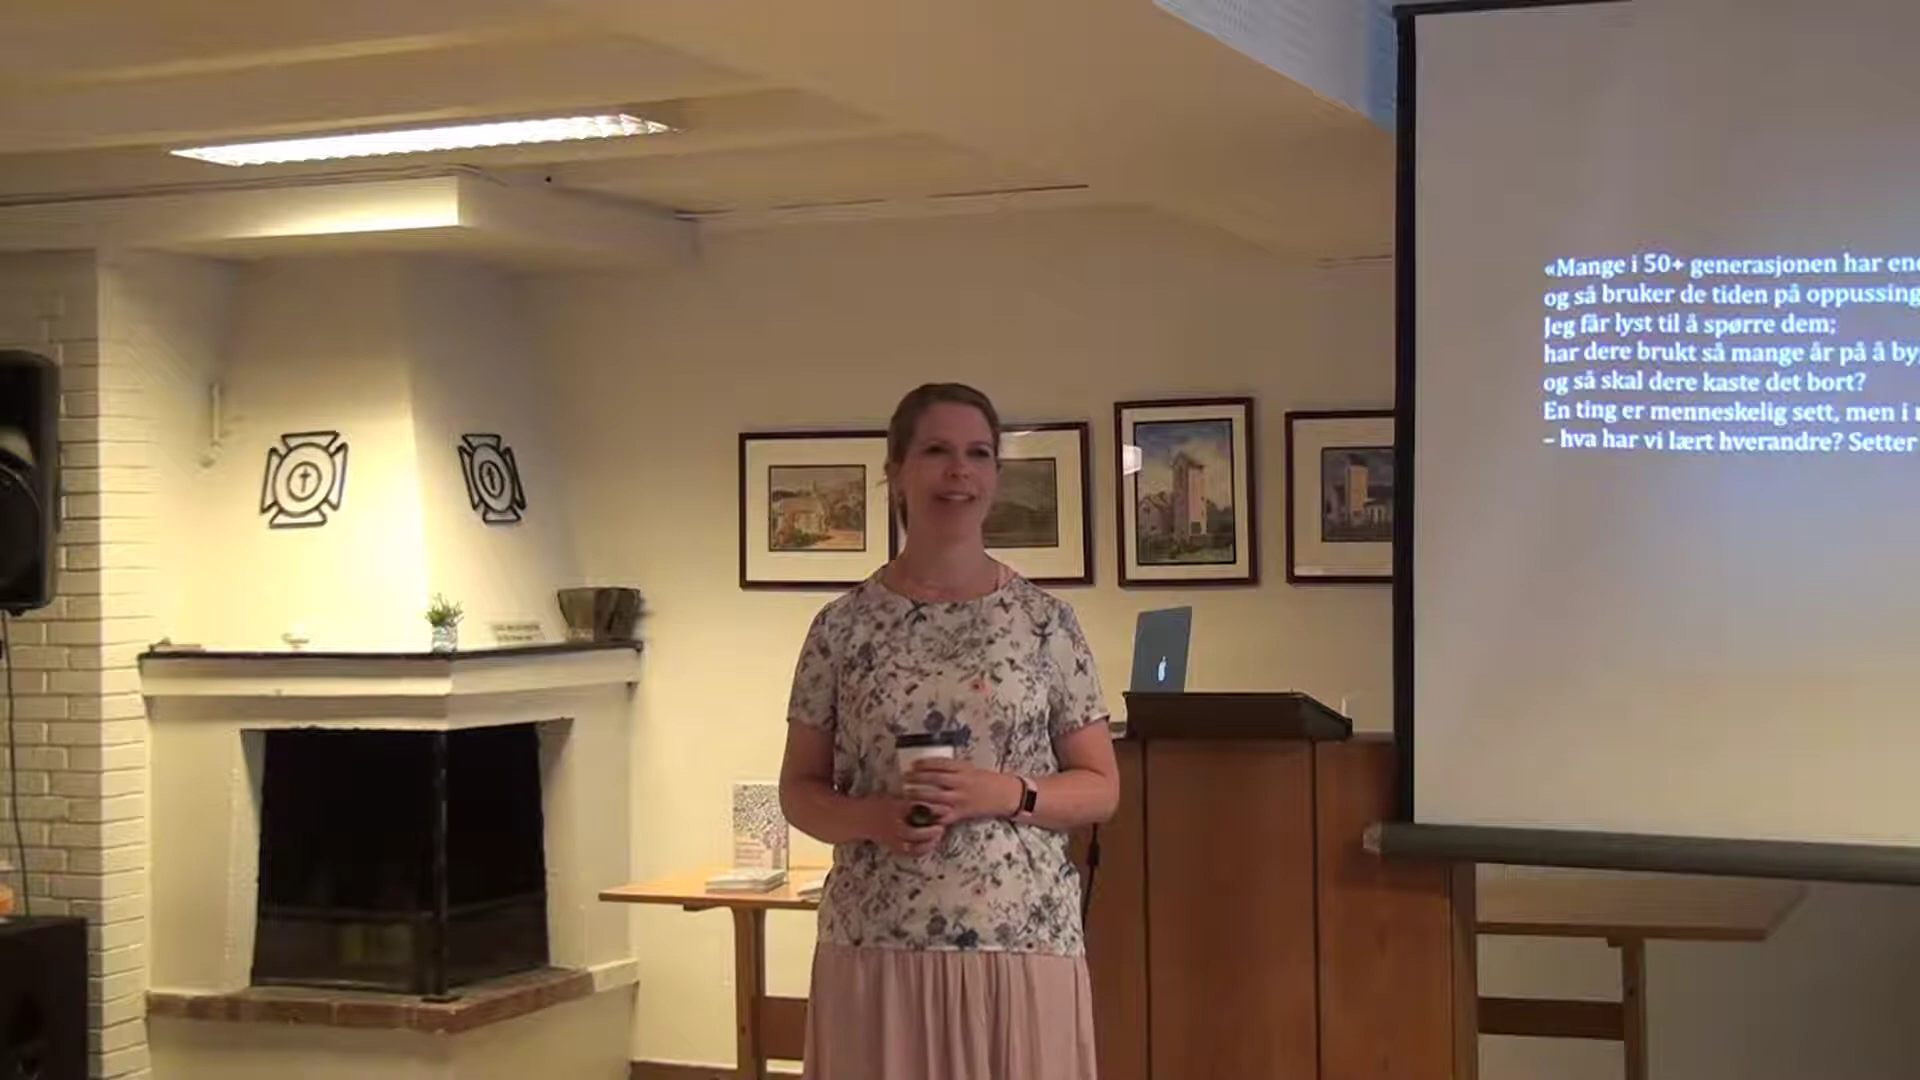 «Mange i 50+ generasjonen har
og så bruker de tiden på oppussing
Jeg får lyst til å spørre dem;
har dere brukt så mange år på å
og så skal dere kaste det bort?
En ting er menneskelig sett, men i
– hva har vi lært hverandre? Setter